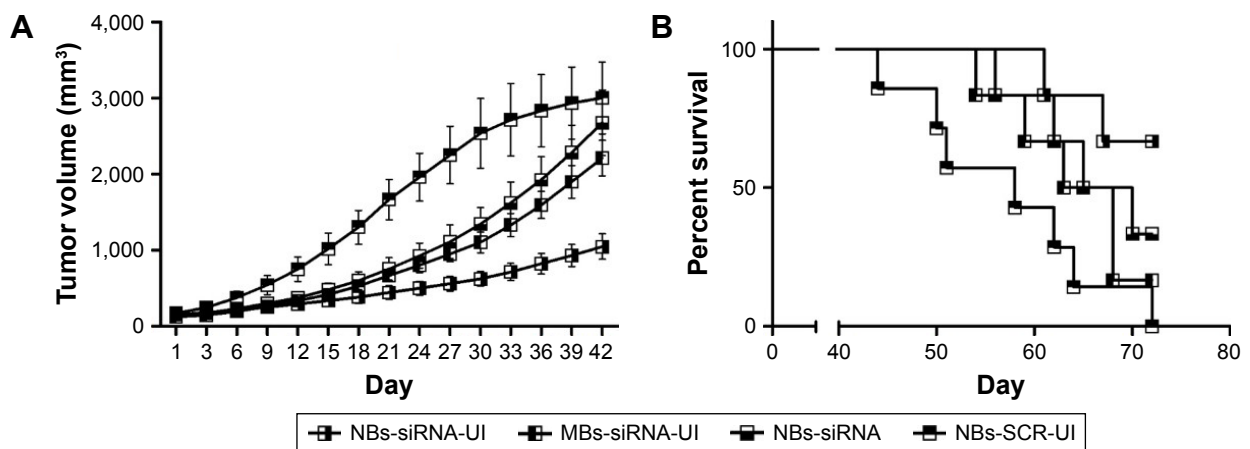 A
Tumor volume (mm³)
4,000
3,000
2,000
1,000
0
1 3 6 9 12 15 18 21 24 27 30 33 36 39 42
Day
B
Percent survival
100
50
0
0 40 50 60 70 80
Day
NBs-siRNA-UI MBs-siRNA-UI NBs-siRNA NBs-SCR-UI